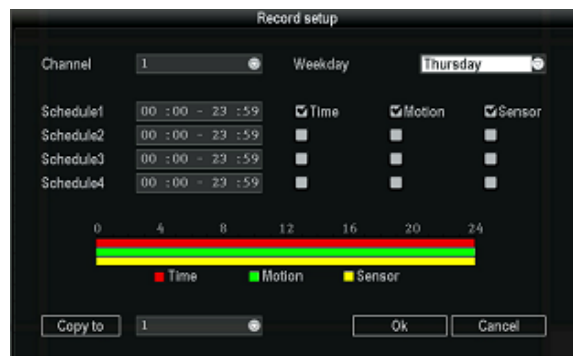 Record setup
Channel 1 Weekday Thursday
Schedule1 00 :00 - 23 :59 Time Motion Sensor
Schedule2 00 :00 - 23 :59
Schedule3 00 :00 - 23 :59
Schedule4 00 :00 - 23 :59
0 4 8 12 16 20 24
Time Motion Sensor
Copy to 1 Ok Cancel